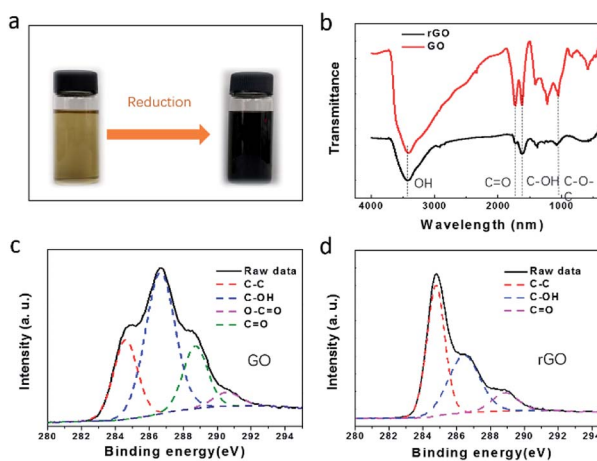 a
Reduction
b
rGO
GO
Transmittance
OH
C=O
C-OH
C-O-
C
4000
3000
2000
1000
Wavelength (nm)
c
Raw data
C-C
C-OH
O-C=O
C=O
GO
Intensity (a. u.)
280
282
284
286
288
290
292
294
Binding energy(eV)
d
Raw data
C-C
C-OH
C=O
rGO
Intensity (a. u.)
280
282
284
286
288
290
292
294
Binding energy(eV)